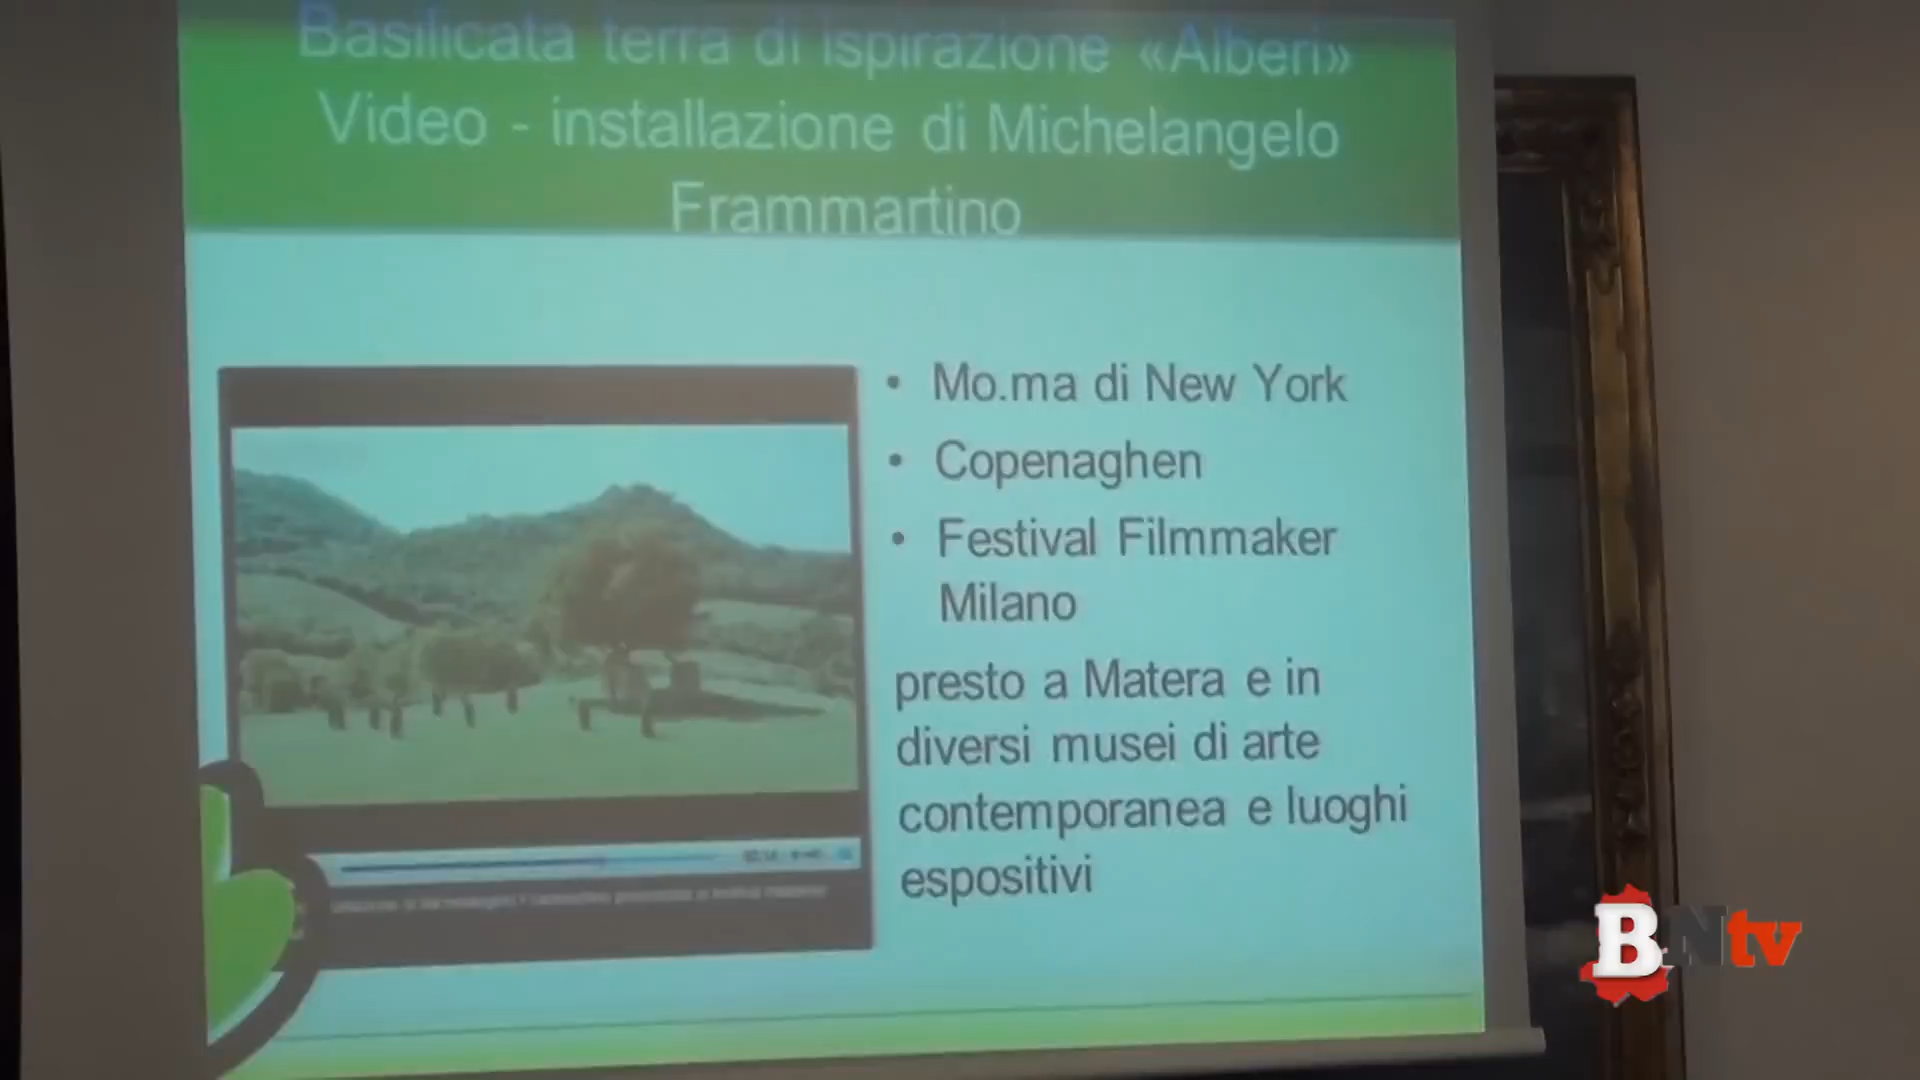 Basilicata terra di ispirazione «Alberi»
Video - installazione di Michelangelo
Frammartino
• Mo.ma di New York
• Copenaghen
• Festival Filmmaker
Milano
presto a Matera e in
diversi musei di arte
contemporanea e luoghi
espositivi
BNtv